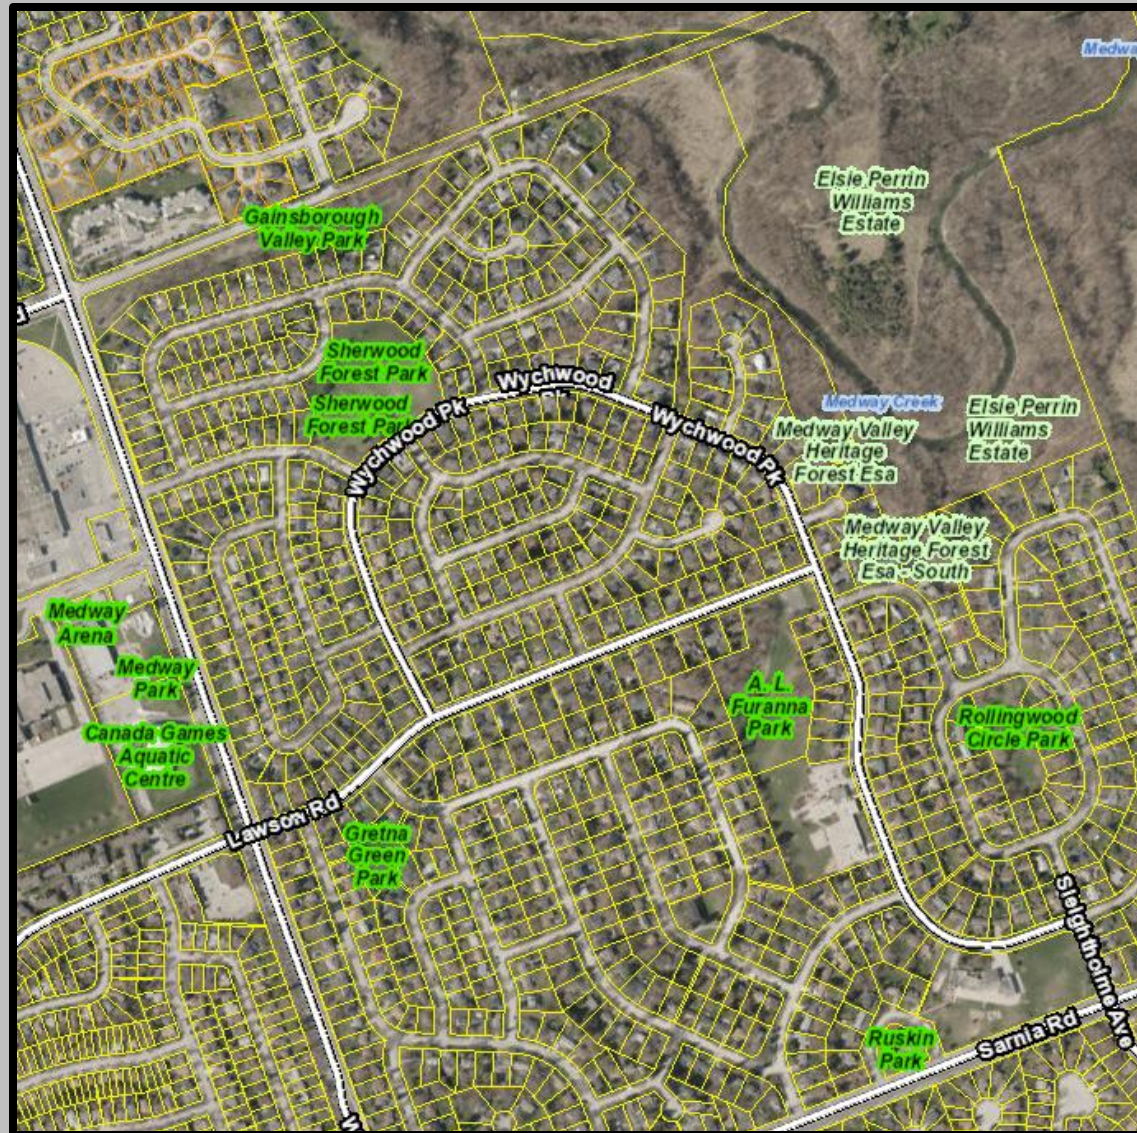 Medwa
Elsie Perrin
Williams
Estate
Gainsborough
Valley Park
Sherwood
Forest Park
Wychwood
Sherwood
Forest Par
Wychwood Pk
Wychwood Pk
Medway Creek
Elsie Perrin
Williams
Estate
Medway Valley
Heritage
Forest Esa
Medway Valley
Heritage Forest
Esa - South
Medway
Arena
Medway
Park
Canada Games
Aquatic
Centre
A. L.
Furanna
Park
Rollingwood
Circle Park
Lawson Rd
Gretna
Green
Park
Sleightholme Ave
Ruskin
Park
Sarnia Rd
W